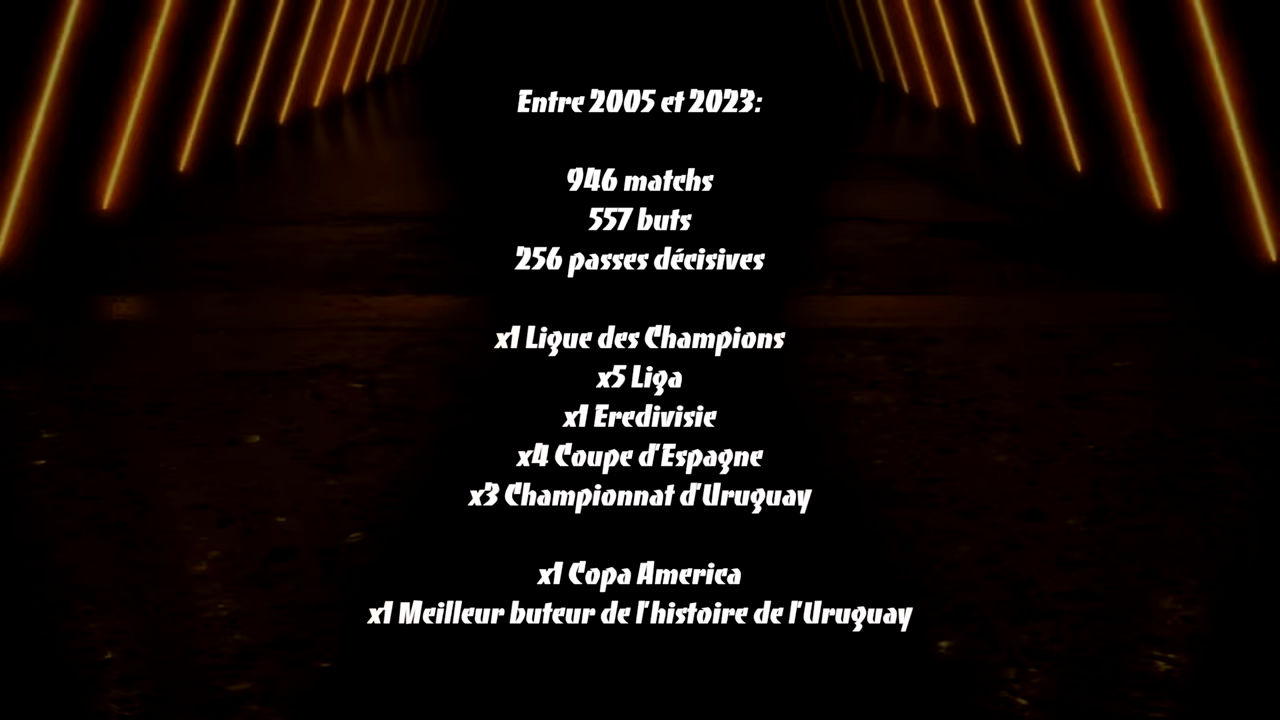 Entre 2005 et 2023:
946 matchs
557 buts
256 passes décisives
x1 Ligue des Champions
x5 Liga
x1 Eredivisie
x4 Coupe d'Espagne
x3 Championnat d'Uruguay
x1 Copa America
x1 Meilleur buteur de l'histoire de l'Uruguay